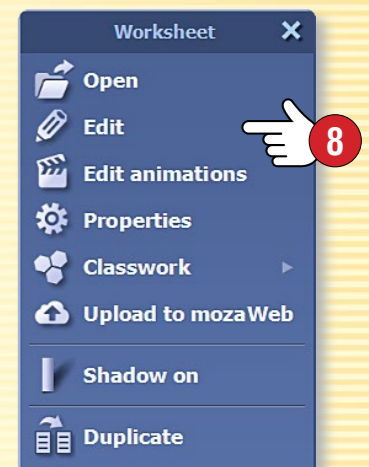 Worksheet
Open
Edit
8
Edit animations
Properties
Classwork
Upload to mozaWeb
Shadow on
Duplicate